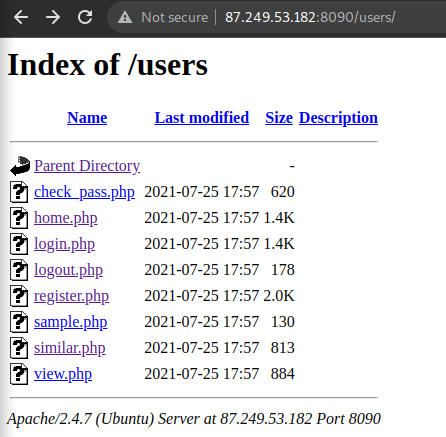 Not secure | 87.249.53.182:8090/users/
Index of /users
Name Last modified Size Description
Parent Directory -
check_pass.php 2021-07-25 17:57 620
home.php 2021-07-25 17:57 1.4K
login.php 2021-07-25 17:57 1.4K
logout.php 2021-07-25 17:57 178
register.php 2021-07-25 17:57 2.0K
sample.php 2021-07-25 17:57 130
similar.php 2021-07-25 17:57 813
view.php 2021-07-25 17:57 884
Apache/2.4.7 (Ubuntu) Server at 87.249.53.182 Port 8090